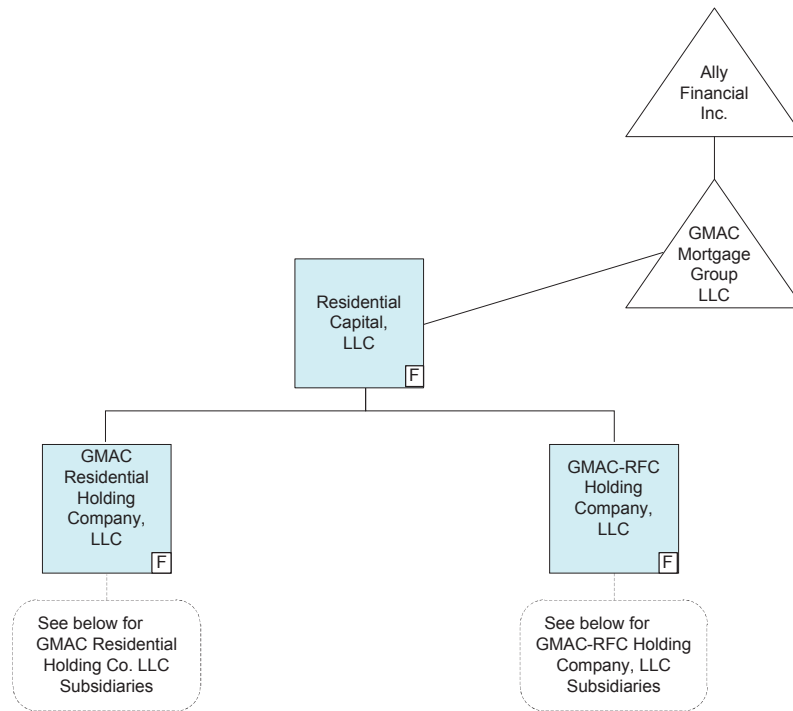 Ally
Financial
Inc.
GMAC
Mortgage
Group
LLC
Residential
Capital,
LLC
F
GMAC
Residential
Holding
Company,
LLC
F
GMAC-RFC
Holding
Company,
LLC
F
See below for
GMAC Residential
Holding Co. LLC
Subsidiaries
See below for
GMAC-RFC Holding
Company, LLC
Subsidiaries